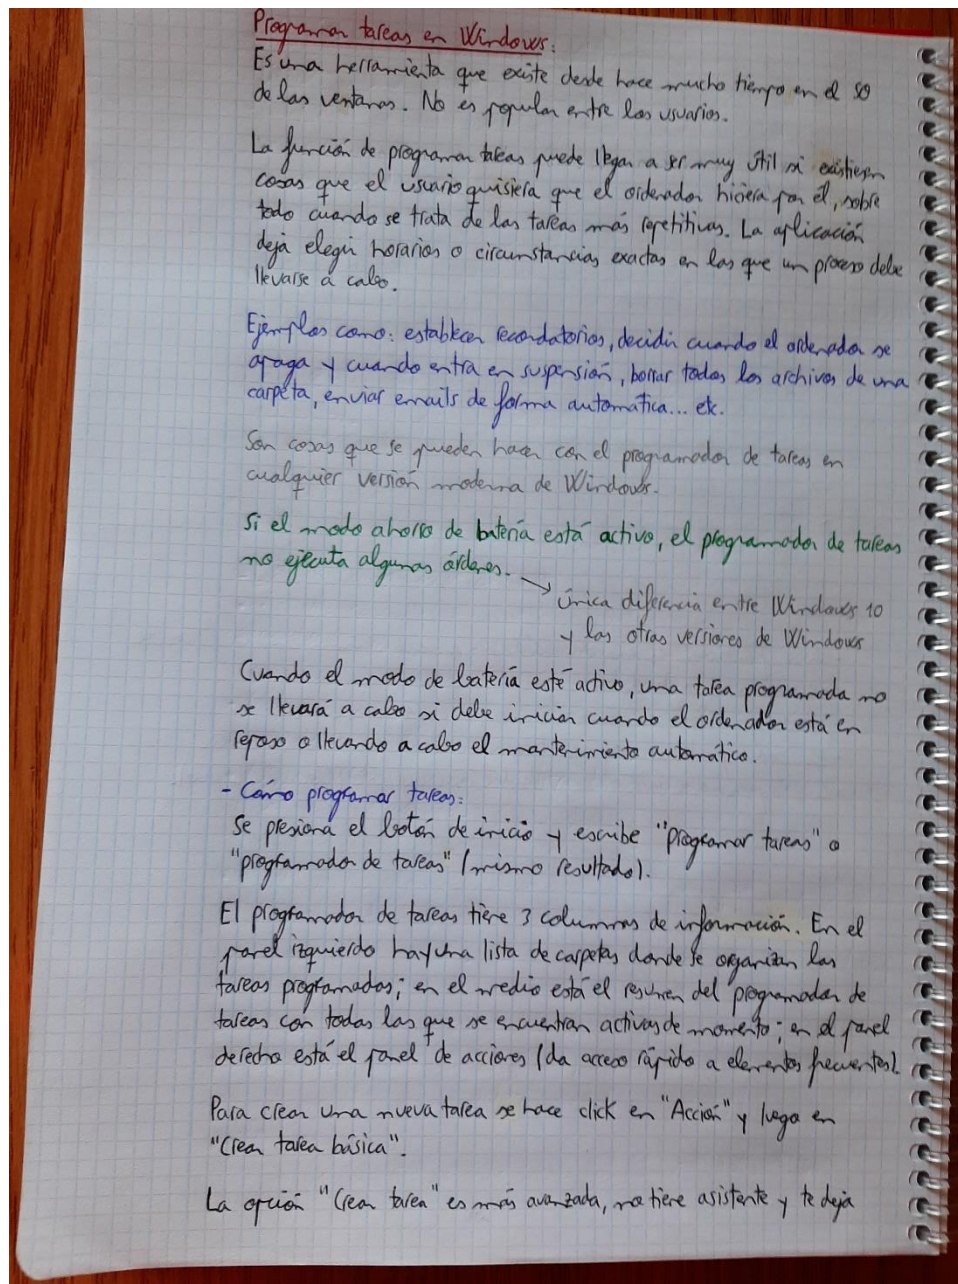 Programar tareas en Windows:
Es una herramienta que existe desde hace mucho tiempo en el SO
de las ventanas. No es popular entre los usuarios.
La función de programar tareas puede llegar a ser muy útil si existiesen
cosas que el usuario quisiera que el ordenador hiciera por él, sobre
todo cuando se trata de las tareas más repetitivas. La aplicación
deja elegir horarios o circunstancias exactas en las que un proceso debe
llevarse a cabo.
Ejemplos como: establecer recordatorios, decidir cuando el ordenador se
apaga y cuando entra en suspensión, borrar todos los archivos de una
carpeta, enviar emails de forma automática... etc.
Son cosas que se pueden hacer con el programador de tareas en
cualquier versión moderna de Windows.
Si el modo ahorro de batería está activo, el programador de tareas
no ejecuta algunas órdenes. →
única diferencia entre Windows 10
y las otras versiones de Windows
Cuando el modo de batería esté activo, una tarea programada no
se llevará a cabo si debe iniciar cuando el ordenador está en
reposo o llevando a cabo el mantenimiento automático.
- Cómo programar tareas:
Se presiona el botón de inicio y escribe "programar tareas" o
"programador de tareas" (mismo resultado).
El programador de tareas tiene 3 columnas de información. En el
panel izquierdo hay una lista de carpetas donde se organizan las
tareas programadas; en el medio está el resumen del programador de
tareas con todas las que se encuentran activas de momento; en el panel
derecho está el panel de acciones (da acceso rápido a elementos frecuentes).
Para crear una nueva tarea se hace click en "Acción" y luego en
"Crear tarea básica".
La opción "Crear tarea" es más avanzada, no tiene asistente y te deja